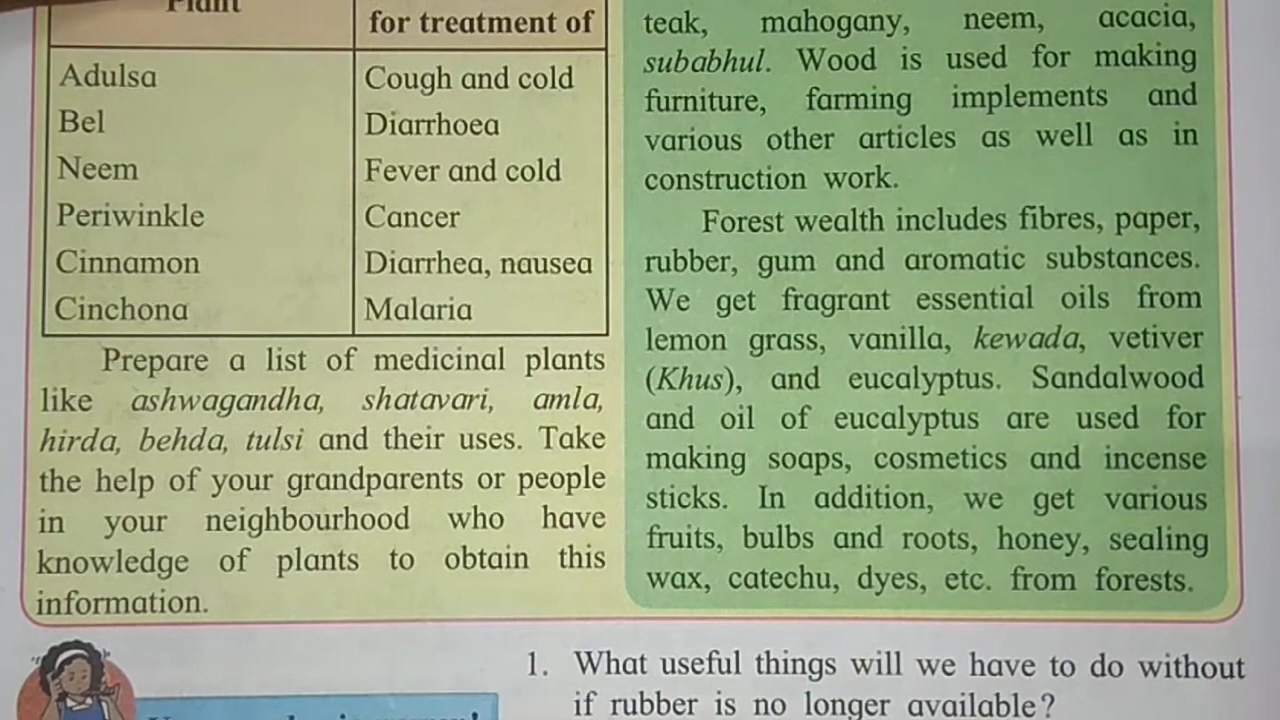 Plant
for treatment of
Adulsa Cough and cold
Bel Diarrhoea
Neem Fever and cold
Periwinkle Cancer
Cinnamon Diarrhea, nausea
Cinchona Malaria
Prepare a list of medicinal plants
like ashwagandha, shatavari, amla,
hirda, behda, tulsi and their uses. Take
the help of your grandparents or people
in your neighbourhood who have
knowledge of plants to obtain this
information.
teak, mahogany, neem, acacia,
subabhul. Wood is used for making
furniture, farming implements and
various other articles as well as in
construction work.
Forest wealth includes fibres, paper,
rubber, gum and aromatic substances.
We get fragrant essential oils from
lemon grass, vanilla, kewada, vetiver
(Khus), and eucalyptus. Sandalwood
and oil of eucalyptus are used for
making soaps, cosmetics and incense
sticks. In addition, we get various
fruits, bulbs and roots, honey, sealing
wax, catechu, dyes, etc. from forests.
1. What useful things will we have to do without
if rubber is no longer available?